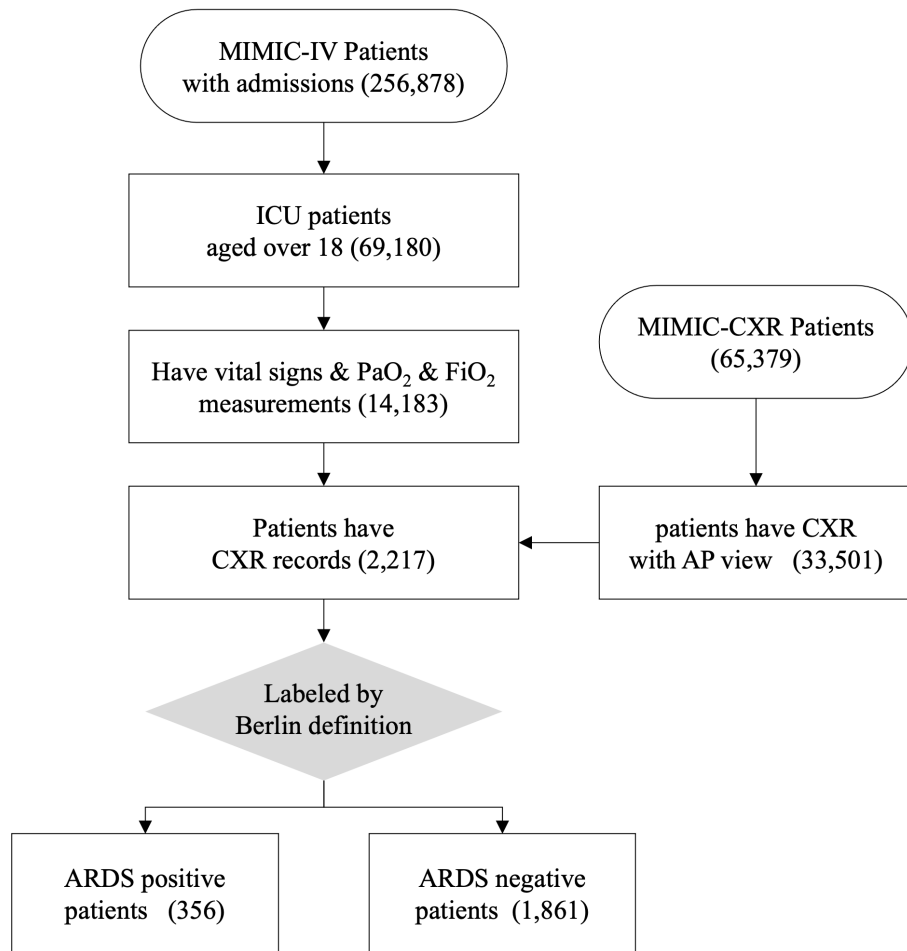 MIMIC-IV Patients
with admissions (256,878)
ICU patients
aged over 18 (69,180)
MIMIC-CXR Patients
(65,379)
Have vital signs & PaO₂ & FiO₂
measurements (14,183)
Patients have
CXR records (2,217)
patients have CXR
with AP view (33,501)
Labeled by
Berlin definition
ARDS positive
patients (356)
ARDS negative
patients (1,861)